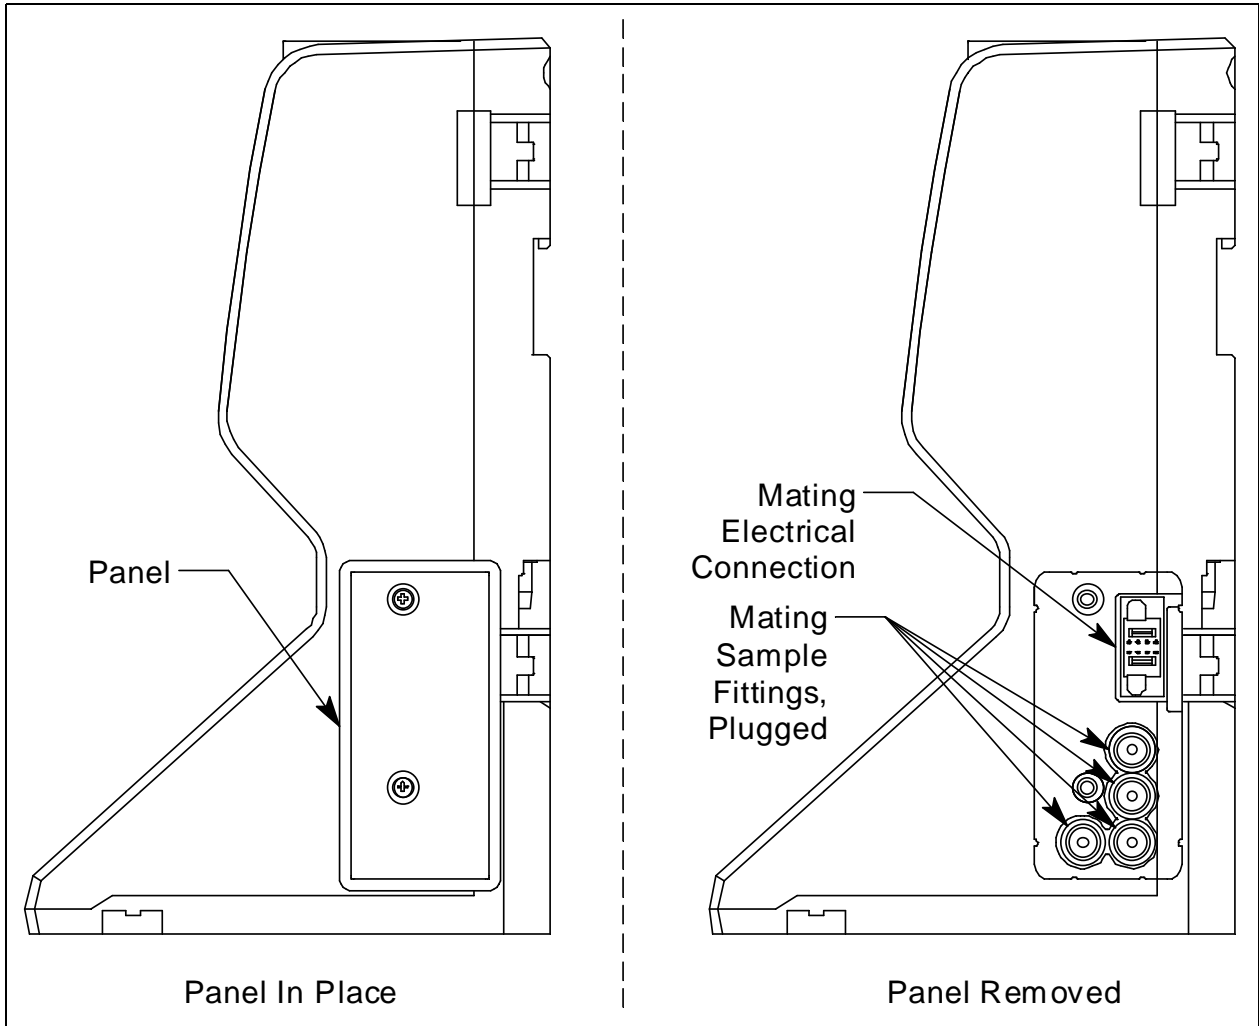 Panel
Panel In Place
Mating
Electrical
Connection
Mating
Sample
Fittings,
Plugged
Panel Removed